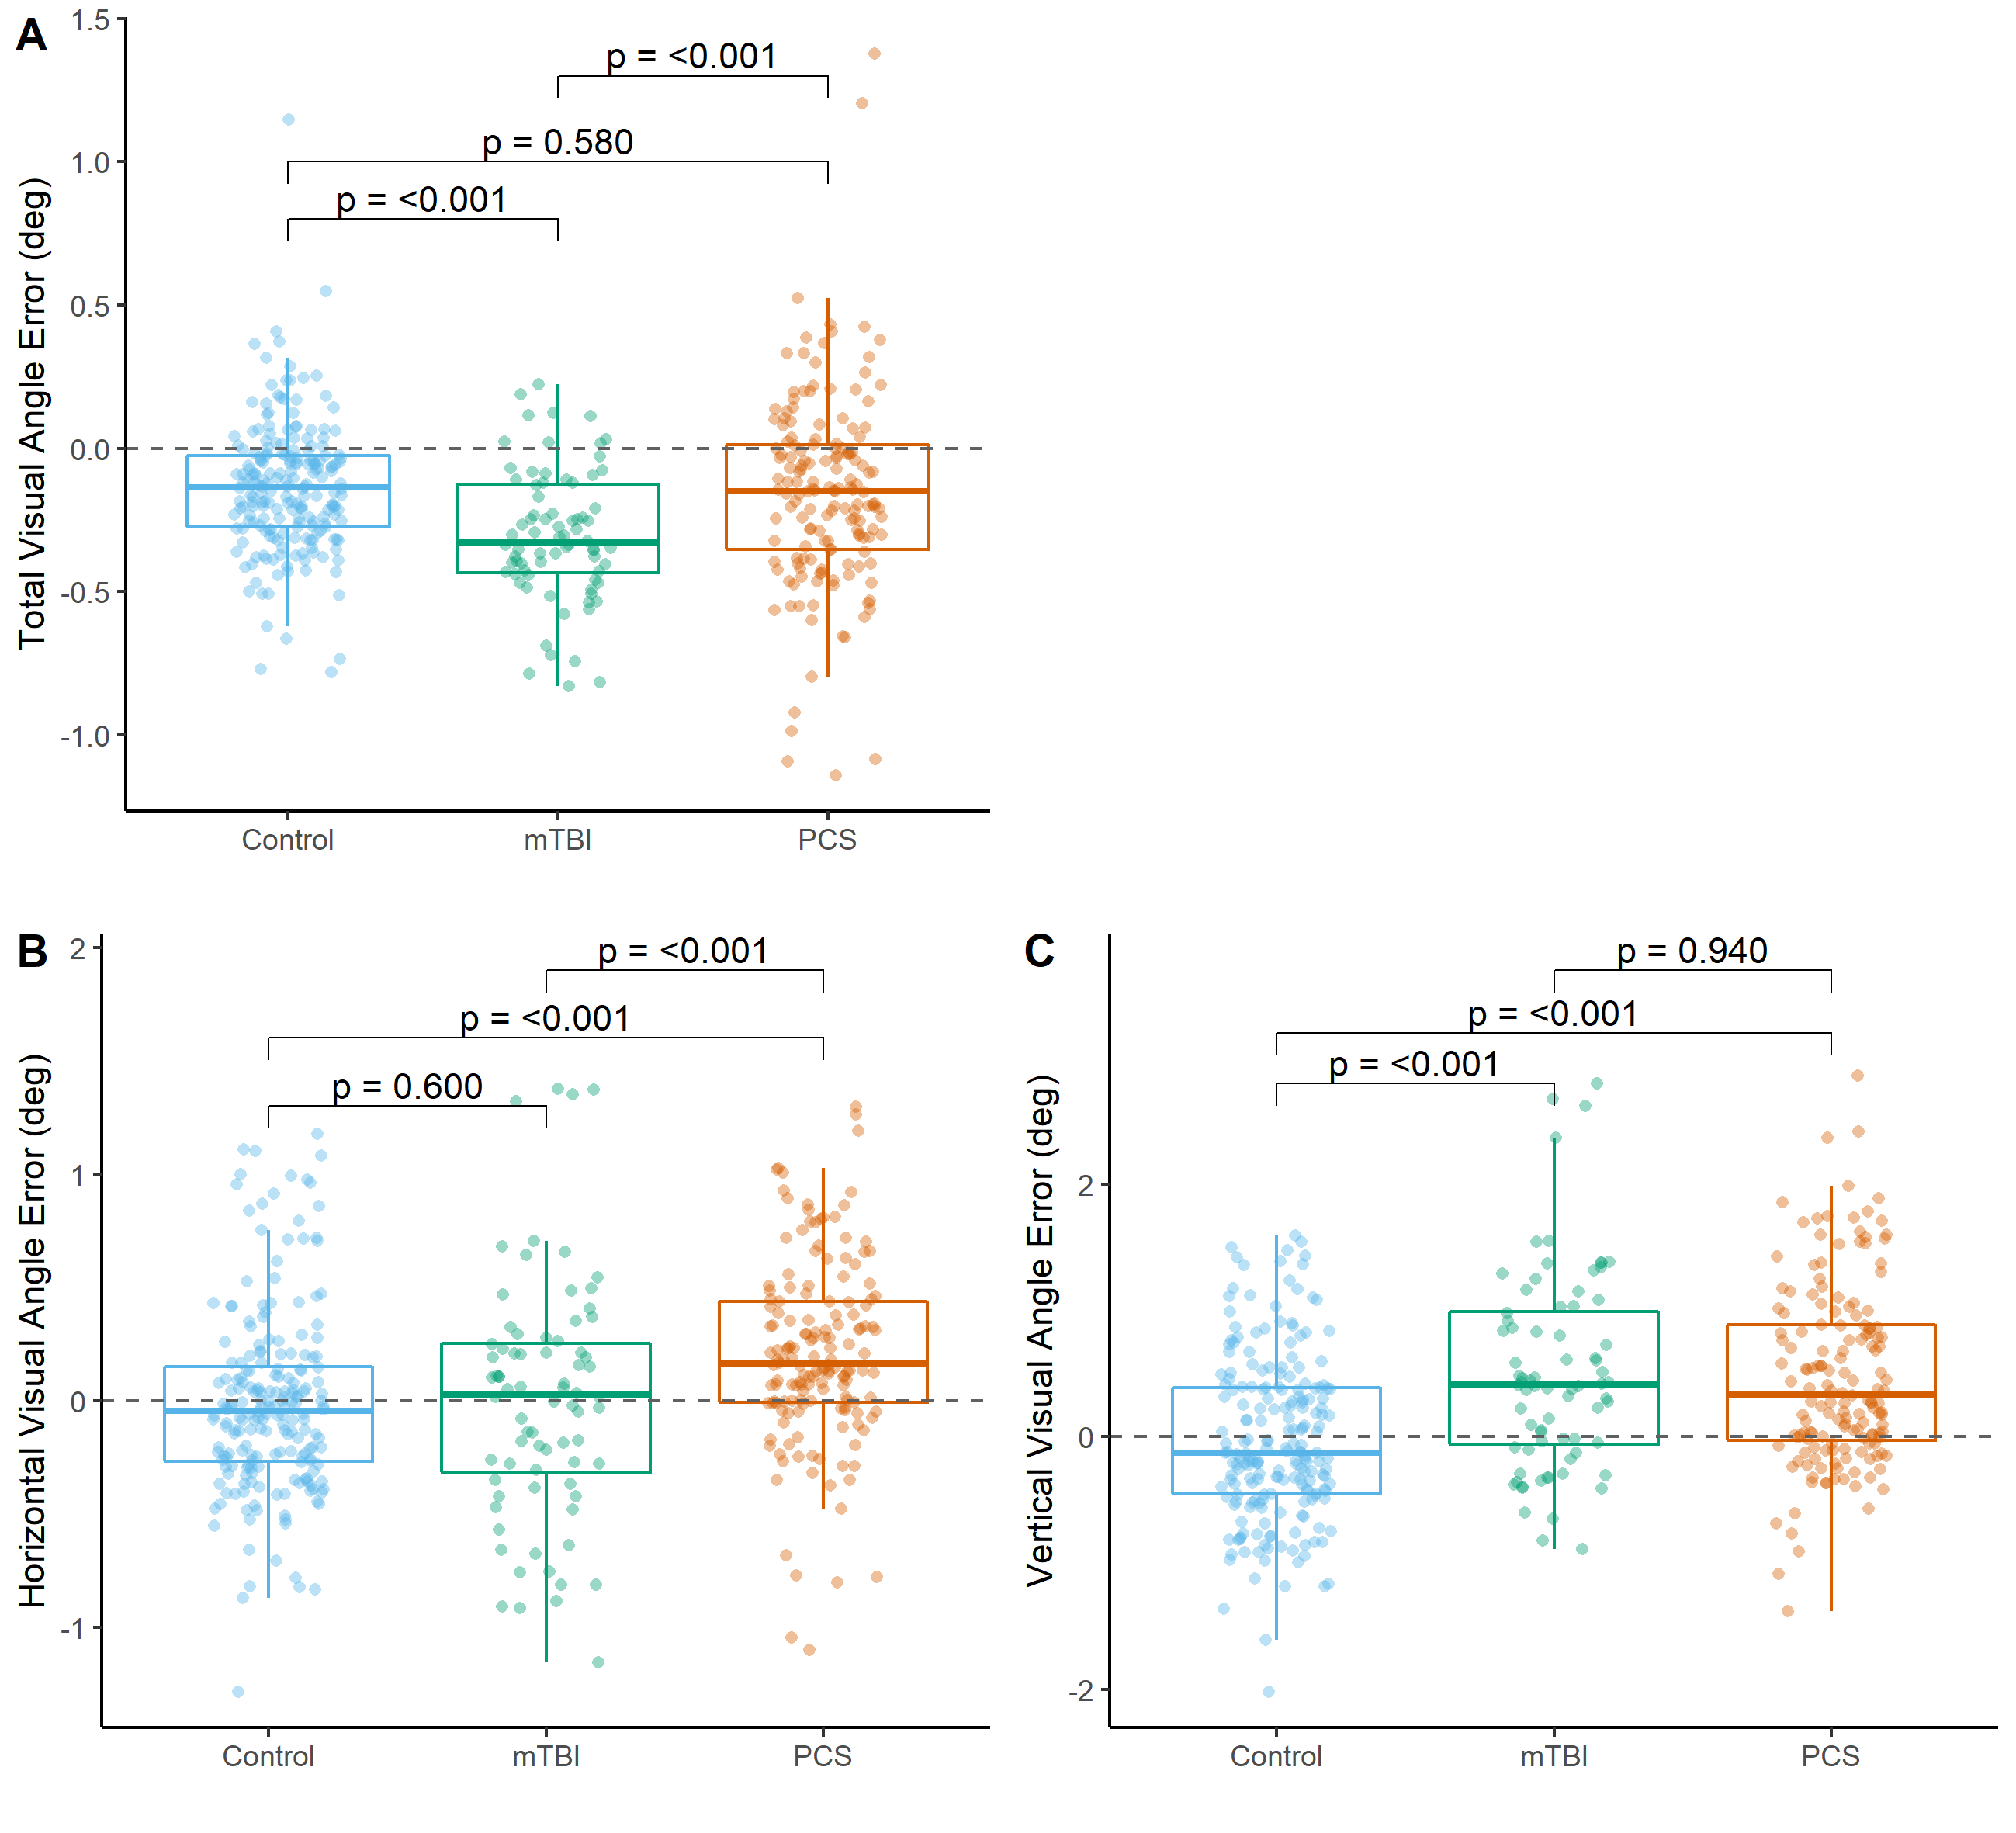 A
Total Visual Angle Error (deg)
1.5
1.0
0.5
0.0
-0.5
-1.0
p = <0.001
p = 0.580
p = <0.001
Control mTBI PCS
B
Horizontal Visual Angle Error (deg)
2
1
0
-1
p = <0.001
p = <0.001
p = 0.600
Control mTBI PCS
C
Vertical Visual Angle Error (deg)
2
0
-2
p = 0.940
p = <0.001
p = <0.001
Control mTBI PCS